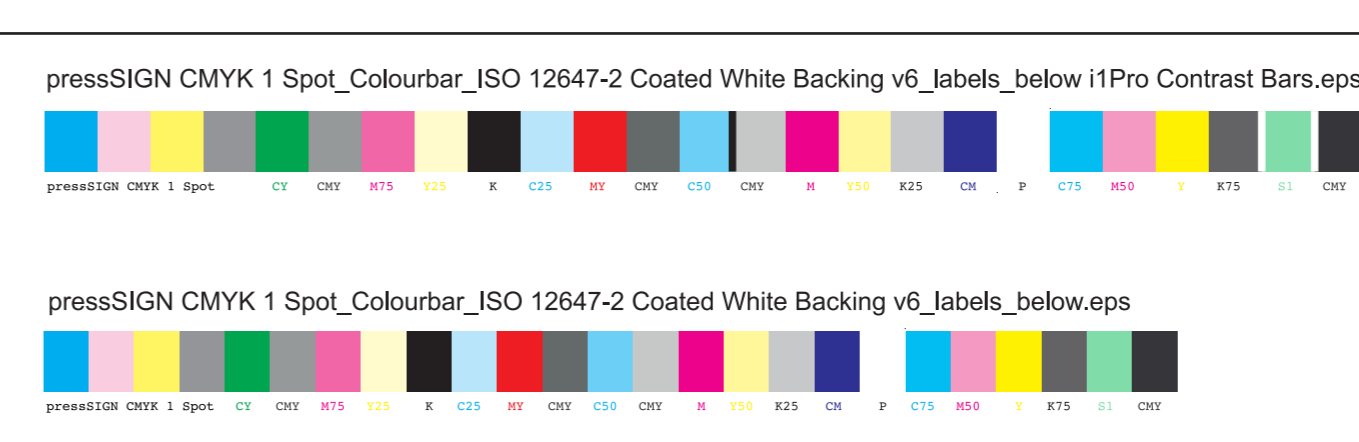 pressSIGN CMYK 1 Spot_Colourbar_ISO 12647-2 Coated White Backing v6_labels_below i1Pro Contrast Bars.eps
pressSIGN CMYK 1 Spot CY CMY M75 Y25 K C25 MY CMY C50 CMY M Y50 K25 CM P C75 M50 Y K75 S1 CMY
pressSIGN CMYK 1 Spot_Colourbar_ISO 12647-2 Coated White Backing v6_labels_below.eps
pressSIGN CMYK 1 Spot CY CMY M75 Y25 K C25 MY CMY C50 CMY M Y50 K25 CM P C75 M50 Y K75 S1 CMY